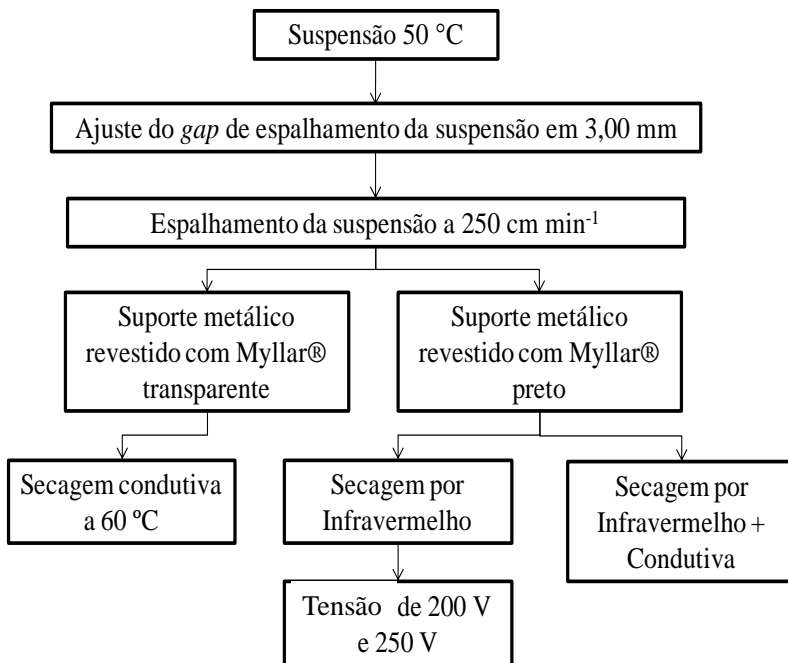 Suspensão 50 °C
Ajuste do gap de espalhamento da suspensão em 3,00 mm
Espalhamento da suspensão a 250 cm min⁻¹
Suporte metálico
revestido com Myllar®
transparente
Suporte metálico
revestido com Myllar®
preto
Secagem condutiva
a 60 ºC
Secagem por
Infravermelho
Secagem por
Infravermelho +
Condutiva
Tensão de 200 V
e 250 V